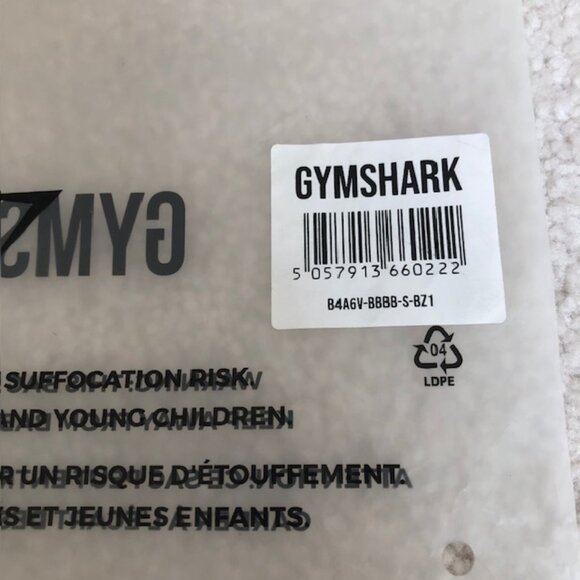 GYMSHARK
5 057913 660222
B4A6V-BBBB-S-BZ1
04
LDPE
GYMS
SUFFOCATION RISK.
AND YOUNG CHILDREN.
R UN RISQUE D'ÉTOUFFEMENT.
S ET JEUNES ENFANTS.